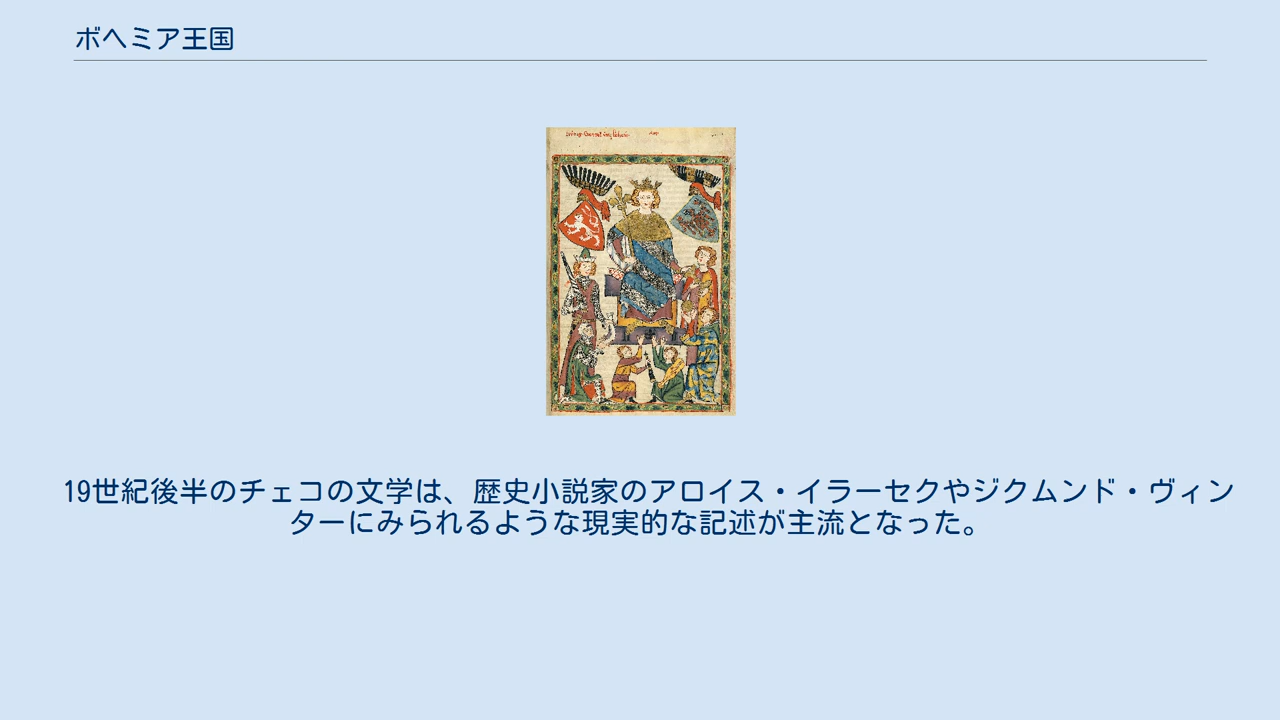 ボヘミア王国
19世紀後半のチェコの文学は、歴史小説家のアロイス・イラーセクやジクムンド・ヴィン
ターにみられるような現実的な記述が主流となった。